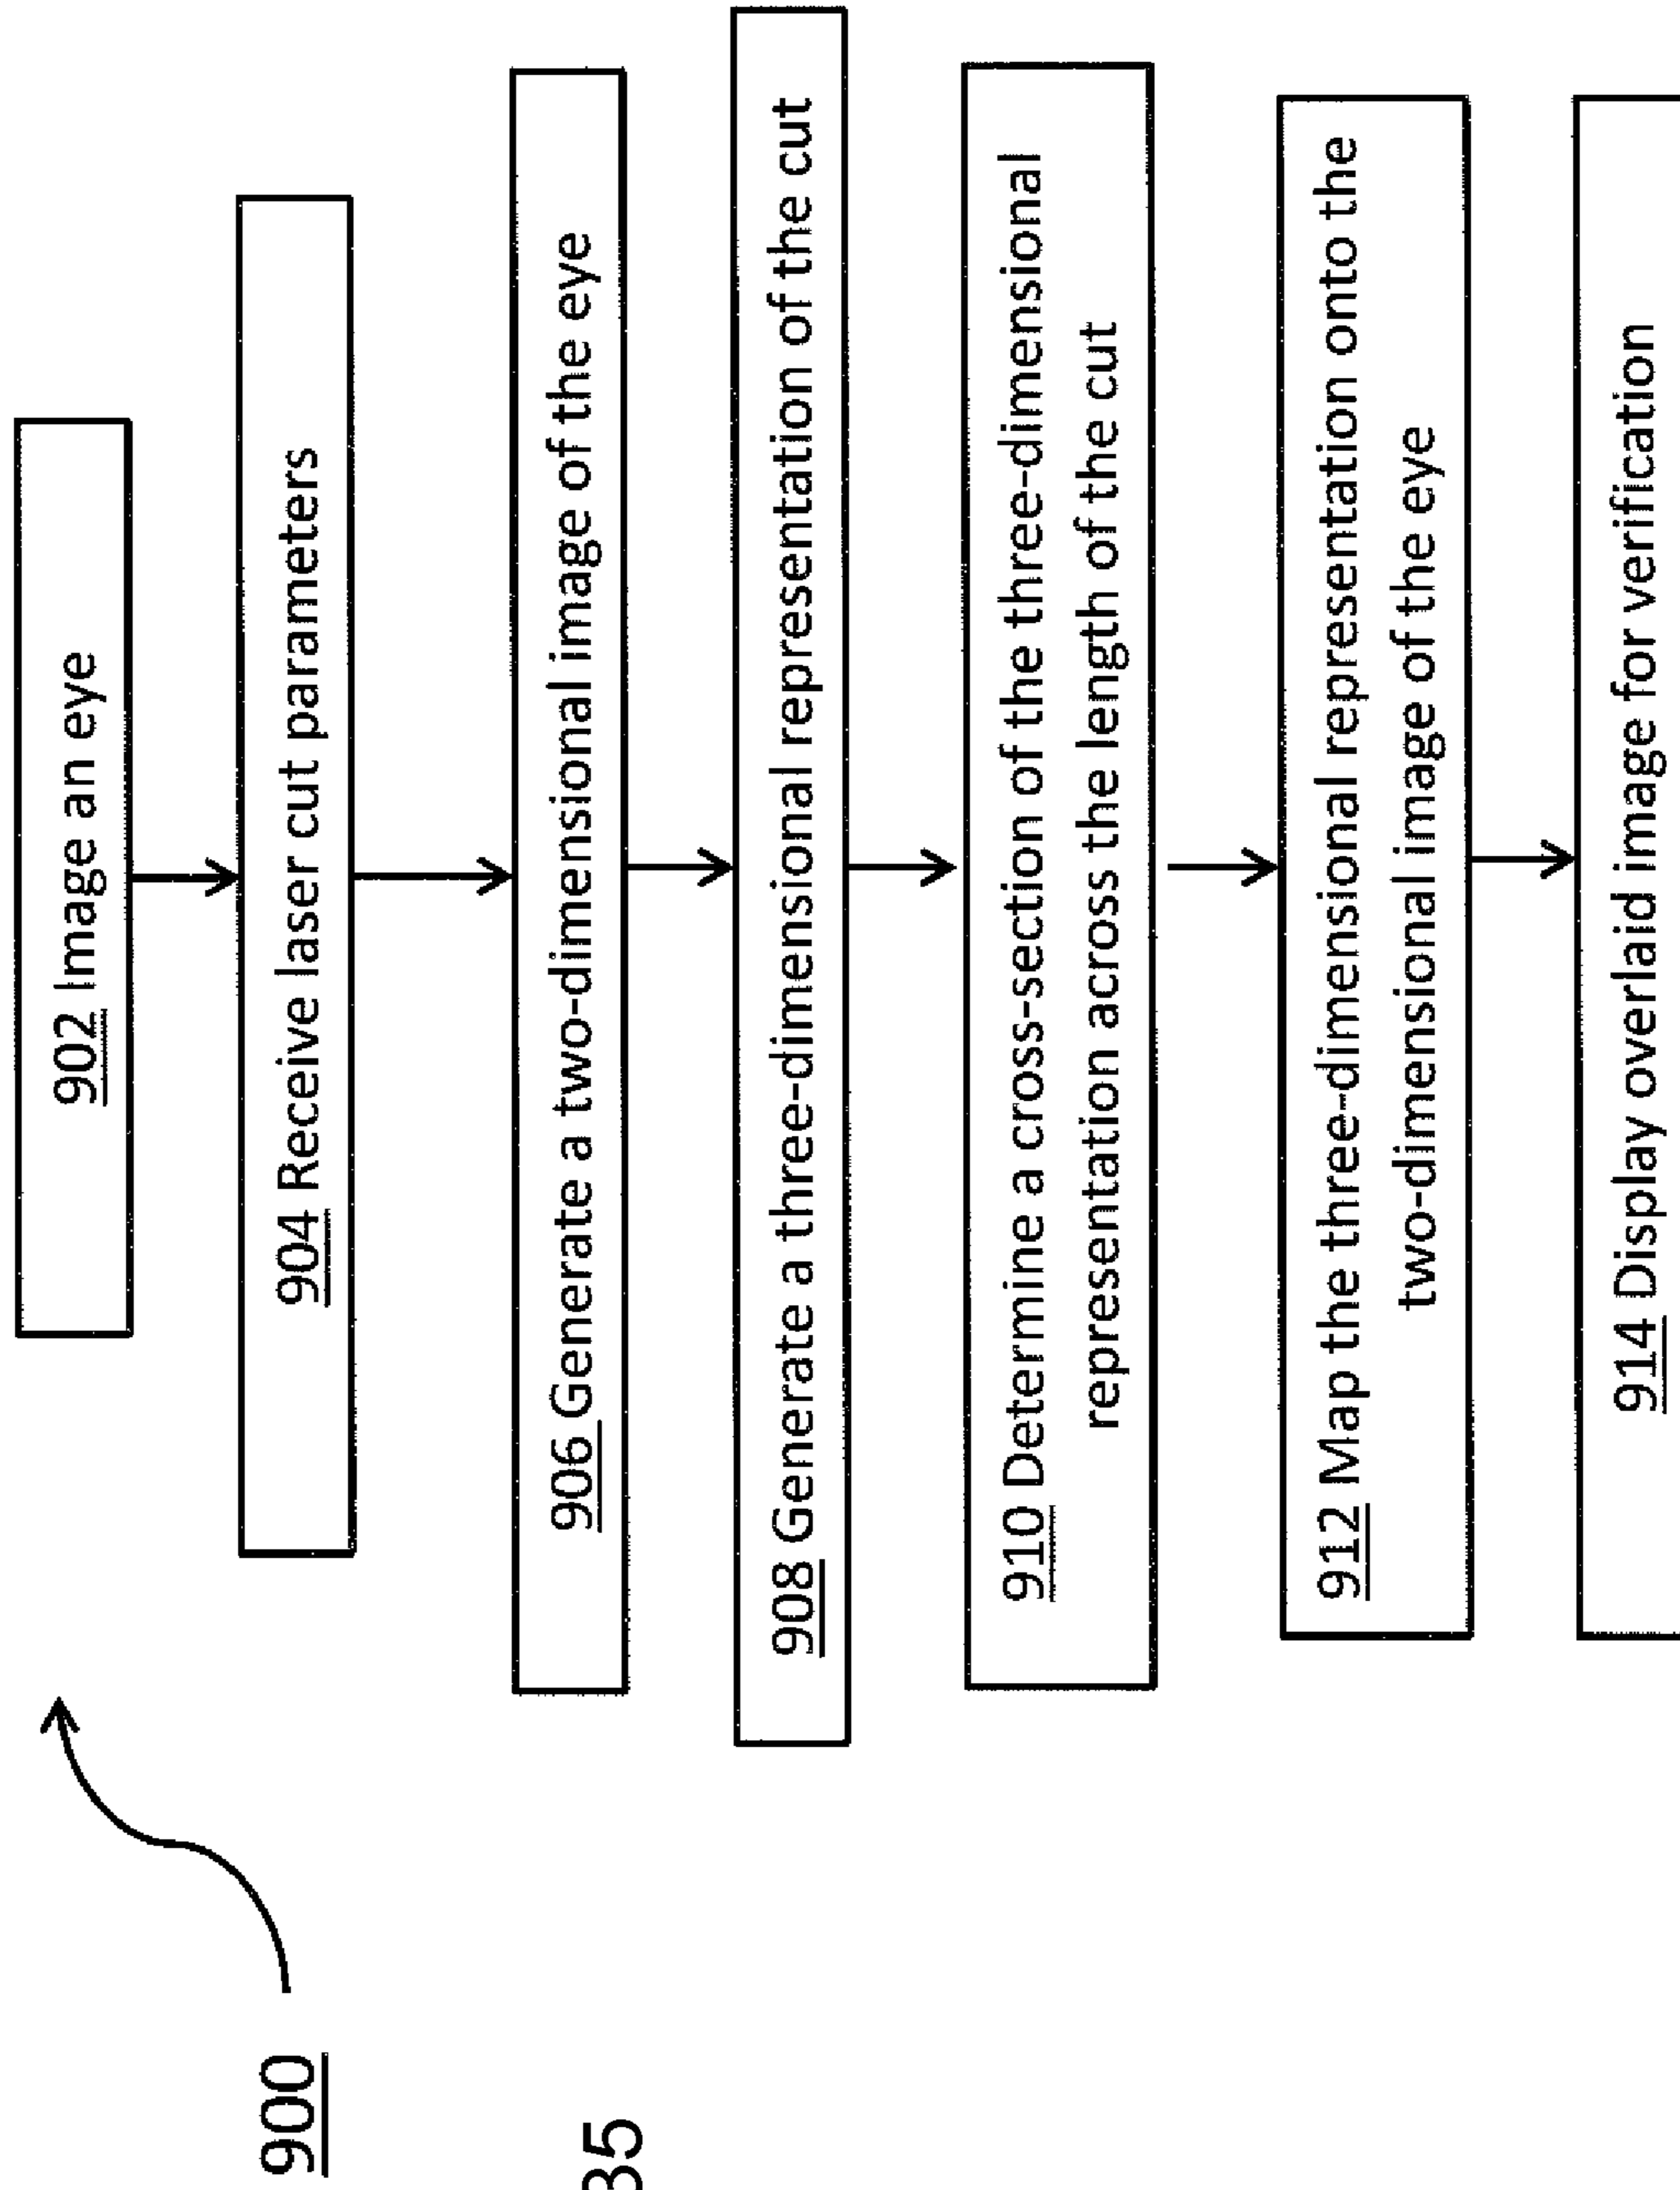 900
902 Image an eye
904 Receive laser cut parameters
906 Generate a two-dimensional image of the eye
908 Generate a three-dimensional representation of the cut
910 Determine a cross-section of the three-dimensional
representation across the length of the cut
912 Map the three-dimensional representation onto the
two-dimensional image of the eye
914 Display overlaid image for verification
35